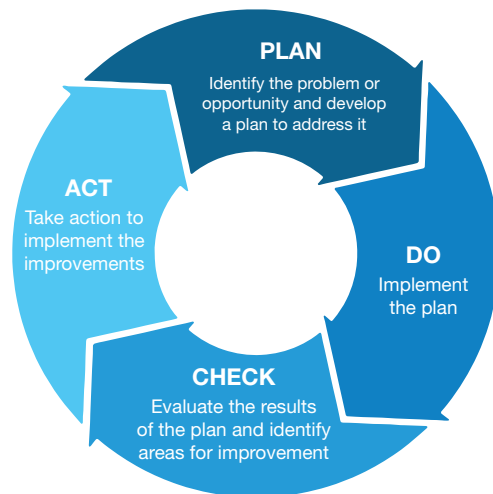 PLAN
Identify the problem or
opportunity and develop
a plan to address it
DO
Implement
the plan
CHECK
Evaluate the results
of the plan and identify
areas for improvement
ACT
Take action to
implement the
improvements